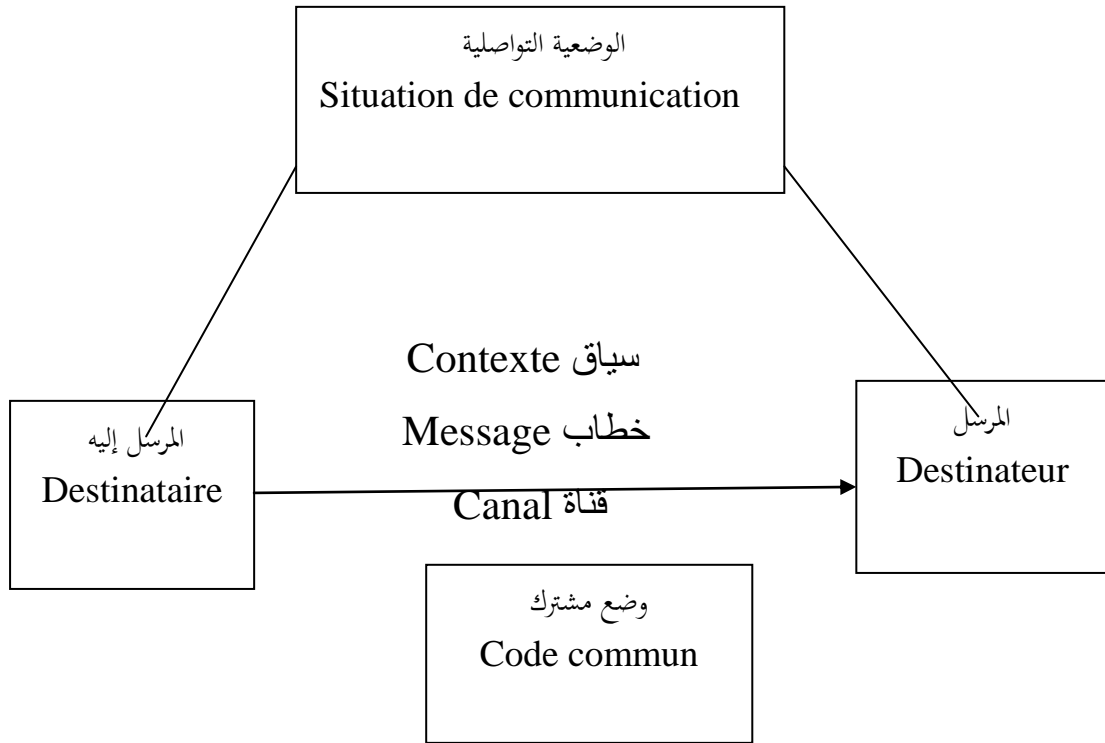 الوضعية التواصلية
Situation de communication
سياق Contexte
خطاب Message
قناة Canal
المرسل إليه
Destinataire
المرسل
Destinateur
وضع مشترك
Code commun